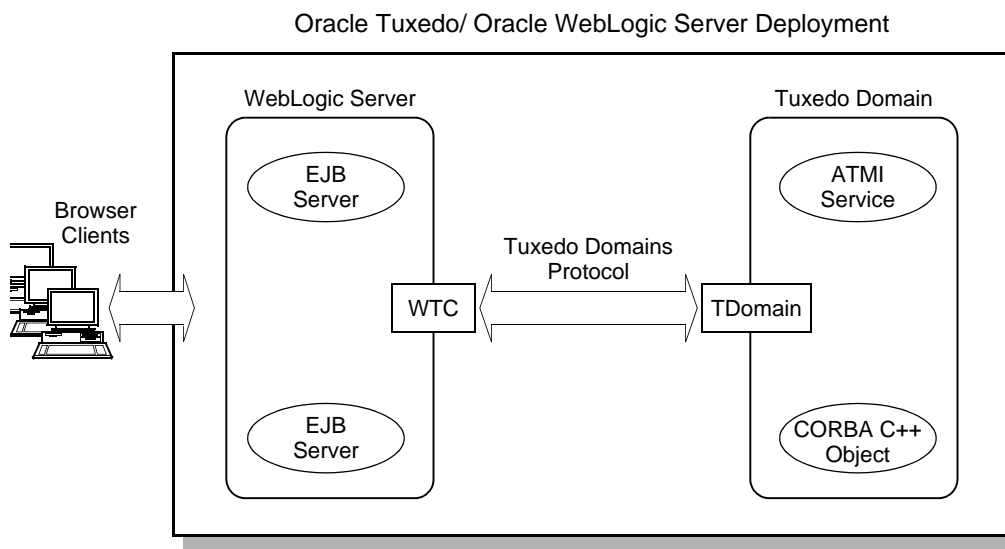 Oracle Tuxedo/ Oracle WebLogic Server Deployment
WebLogic Server
Tuxedo Domain
EJB
Server
ATMI
Service
Browser
Clients
Tuxedo Domains
Protocol
WTC
TDomain
EJB
Server
CORBA C++
Object